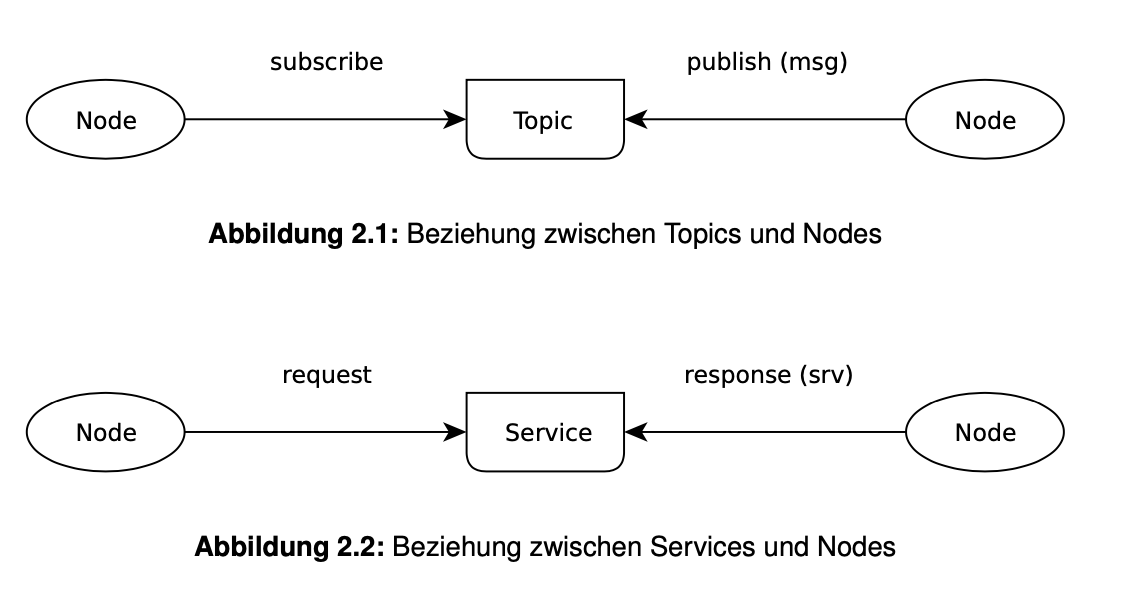 subscribe
publish (msg)
Node
Topic
Node
Abbildung 2.1: Beziehung zwischen Topics und Nodes
request
response (srv)
Node
Service
Node
Abbildung 2.2: Beziehung zwischen Services und Nodes